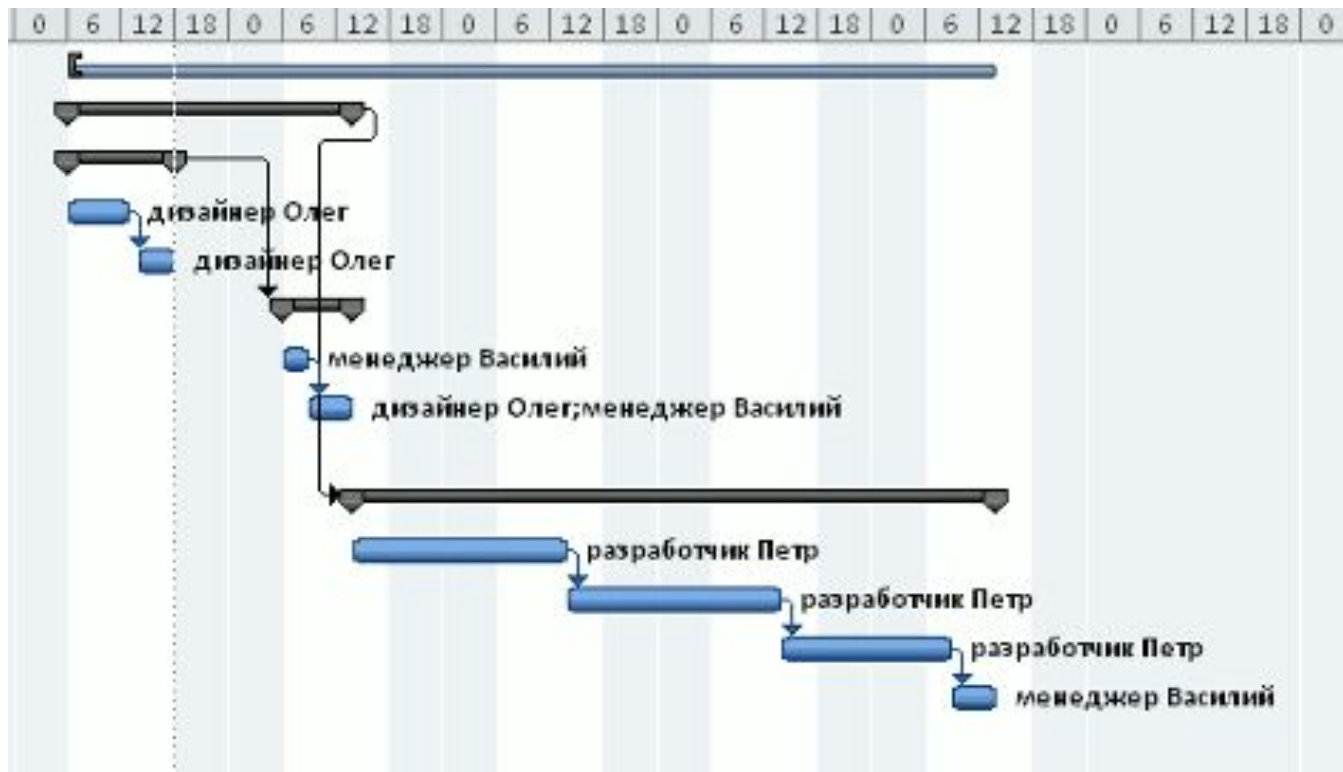 0 6 12 18 0 6 12 18 0 6 12 18 0 6 12 18 0 6 12 18 0 6 12 18 0
дизайнер Олег
дизайнер Олег
менеджер Василий
дизайнер Олег;менеджер Василий
разработчик Петр
разработчик Петр
разработчик Петр
менеджер Василий